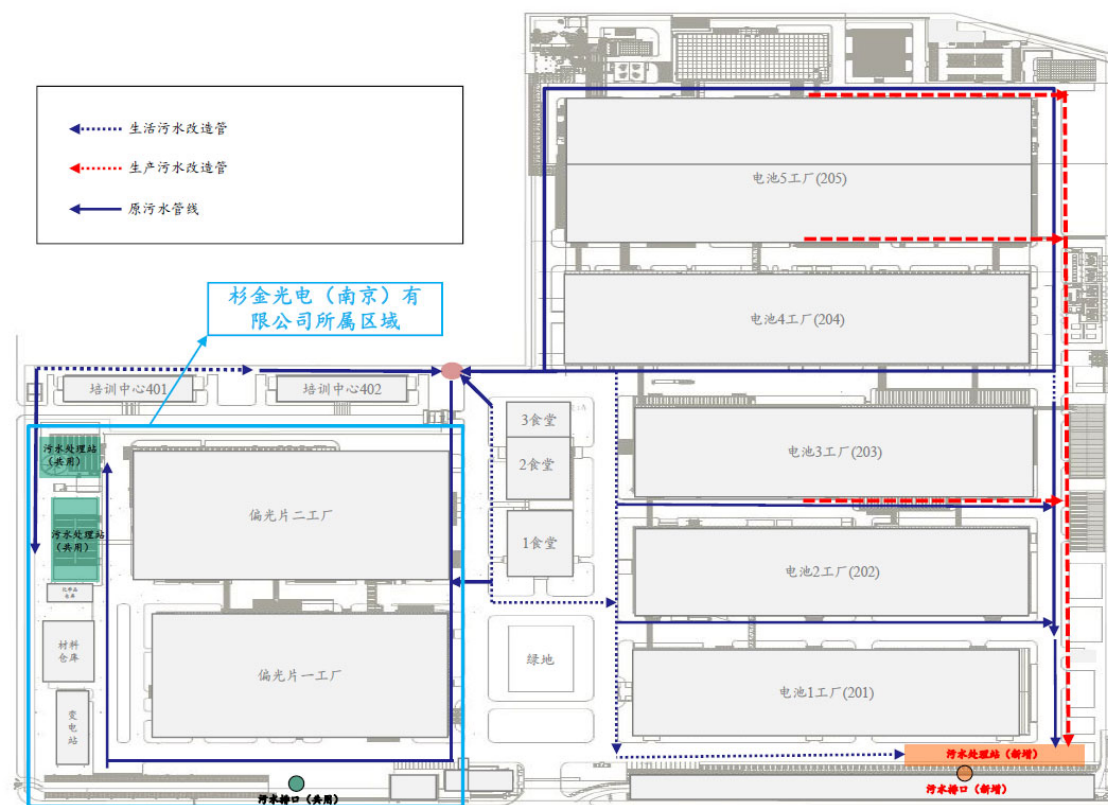 生活污水改造管
生产污水改造管
原污水管线
杉金光电（南京）有
限公司所属区域
电池5工厂(205)
电池4工厂(204)
培训中心401
培训中心402
3食堂
2食堂
1食堂
电池3工厂(203)
污水处理站
（共用）
偏光片二工厂
污水处理站
（共用）
电池2工厂(202)
材料
仓库
偏光片一工厂
绿地
电池1工厂(201)
变
电
站
污水处理站（新增）
污水排口（共用）
污水排口（新增）